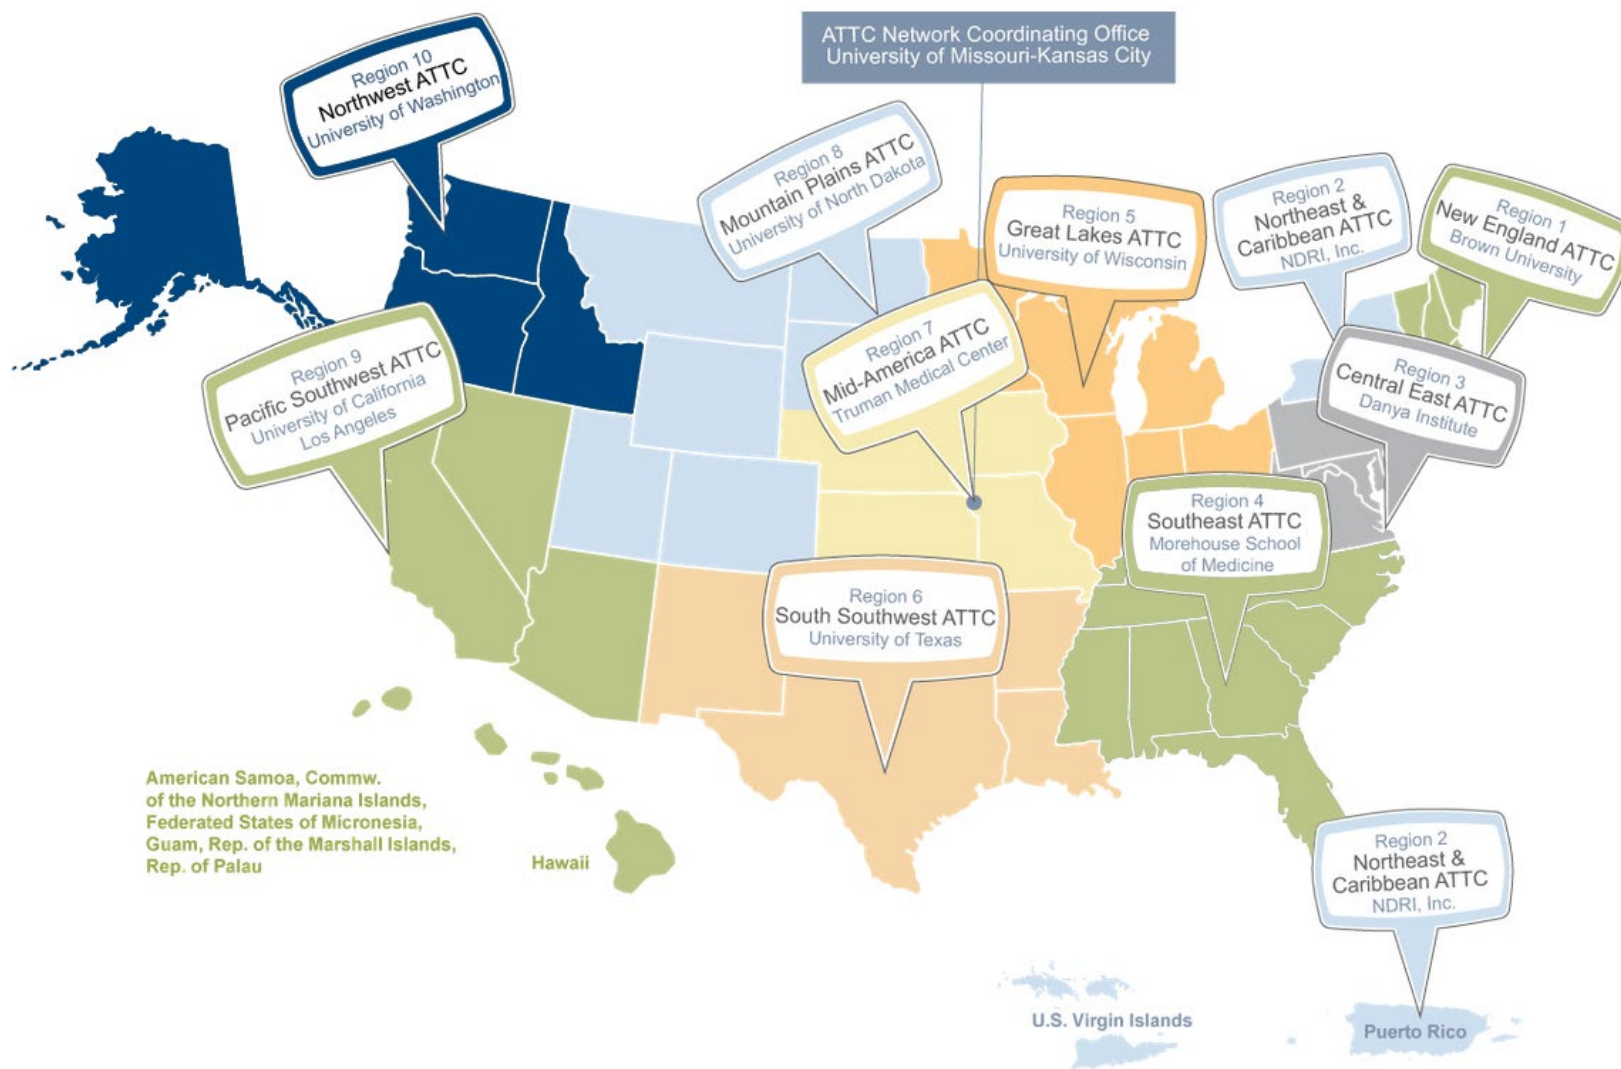 ATTC Network Coordinating Office
University of Missouri-Kansas City
Region 10
Northwest ATTC
University of Washington
Region 8
Mountain Plains ATTC
University of North Dakota
Region 5
Great Lakes ATTC
University of Wisconsin
Region 2
Northeast &
Caribbean ATTC
NDRI, Inc.
Region 1
New England ATTC
Brown University
Region 9
Pacific Southwest ATTC
University of California
Los Angeles
Region 7
Mid-America ATTC
Truman Medical Center
Region 3
Central East ATTC
Danya Institute
Region 4
Southeast ATTC
Morehouse School
of Medicine
Region 6
South Southwest ATTC
University of Texas
American Samoa, Commw.
of the Northern Mariana Islands,
Federated States of Micronesia,
Guam, Rep. of the Marshall Islands,
Rep. of Palau
Hawaii
Region 2
Northeast &
Caribbean ATTC
NDRI, Inc.
U.S. Virgin Islands
Puerto Rico